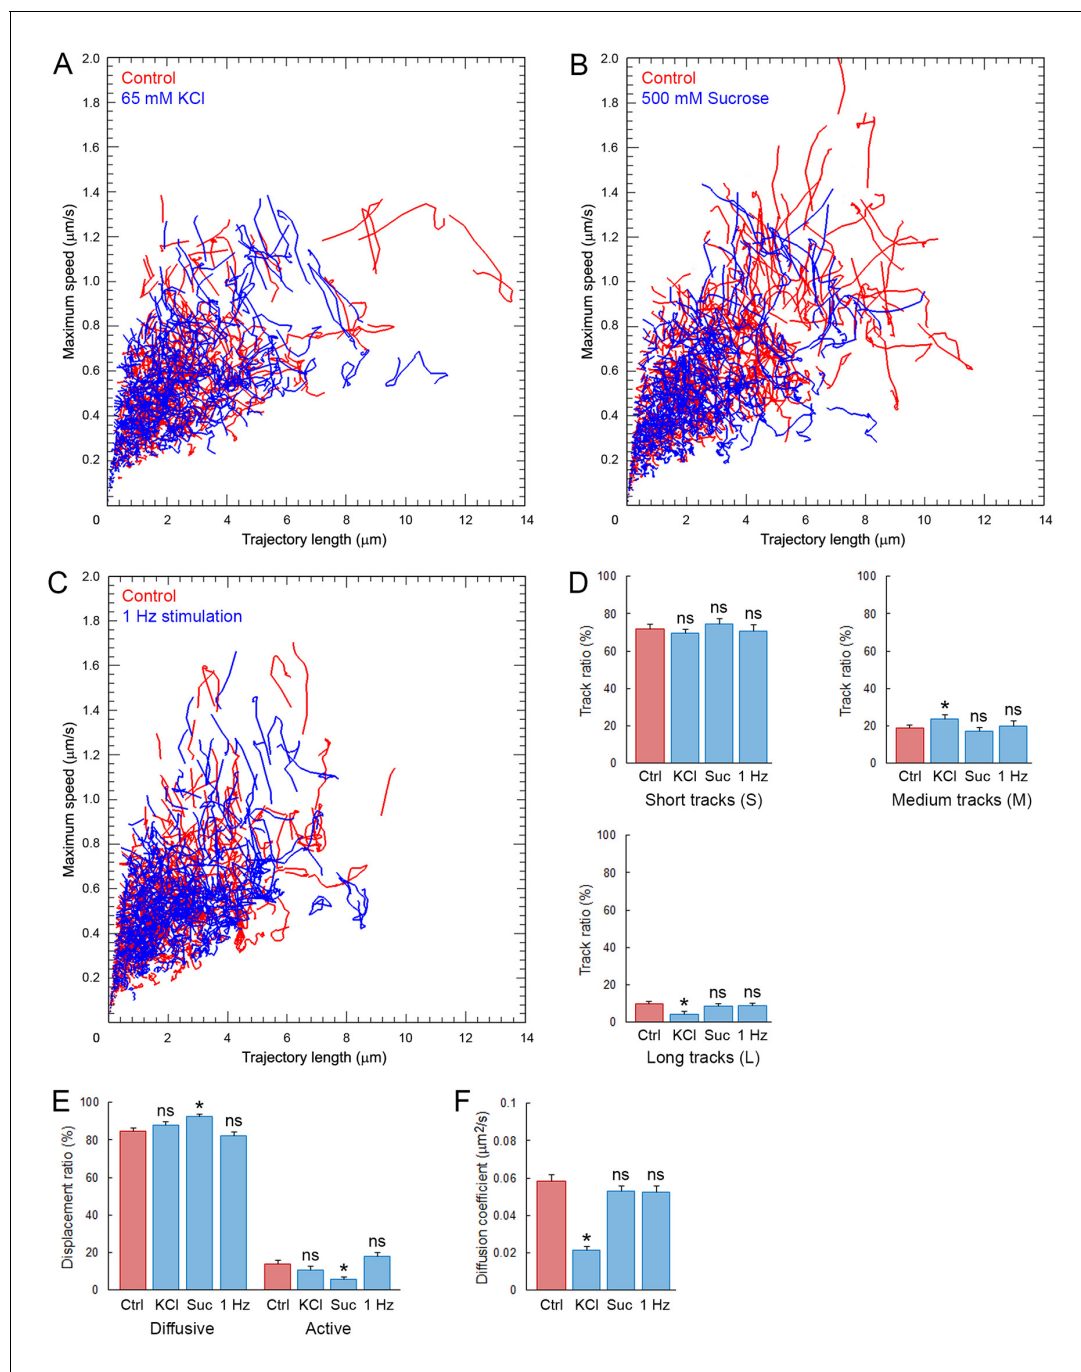 A
Control
65 mM KCl
2.0
1.8
1.6
1.4
1.2
1.0
0.8
0.6
0.4
0.2
0 2 4 6 8 10 12 14
Maximum speed (µm/s)
Trajectory length (µm)
B
Control
500 mM Sucrose
2.0
1.8
1.6
1.4
1.2
1.0
0.8
0.6
0.4
0.2
0 2 4 6 8 10 12 14
Maximum speed (µm/s)
Trajectory length (µm)
C
Control
1 Hz stimulation
2.0
1.8
1.6
1.4
1.2
1.0
0.8
0.6
0.4
0.2
0 2 4 6 8 10 12 14
Maximum speed (µm/s)
Trajectory length (µm)
D
100
80
60
40
20
0
Track ratio (%)
ns ns ns
Ctrl KCl Suc 1 Hz
Short tracks (S)
100
80
60
40
20
0
Track ratio (%)
* ns ns
Ctrl KCl Suc 1 Hz
Medium tracks (M)
100
80
60
40
20
0
Track ratio (%)
* ns ns
Ctrl KCl Suc 1 Hz
Long tracks (L)
E
100
80
60
40
20
0
Displacement ratio (%)
ns * ns ns * ns
Ctrl KCl Suc 1 Hz Ctrl KCl Suc 1 Hz
Diffusive Active
F
0.1
0.08
0.06
0.04
0.02
0
Diffusion coefficient (µm²/s)
* ns ns
Ctrl KCl Suc 1 Hz